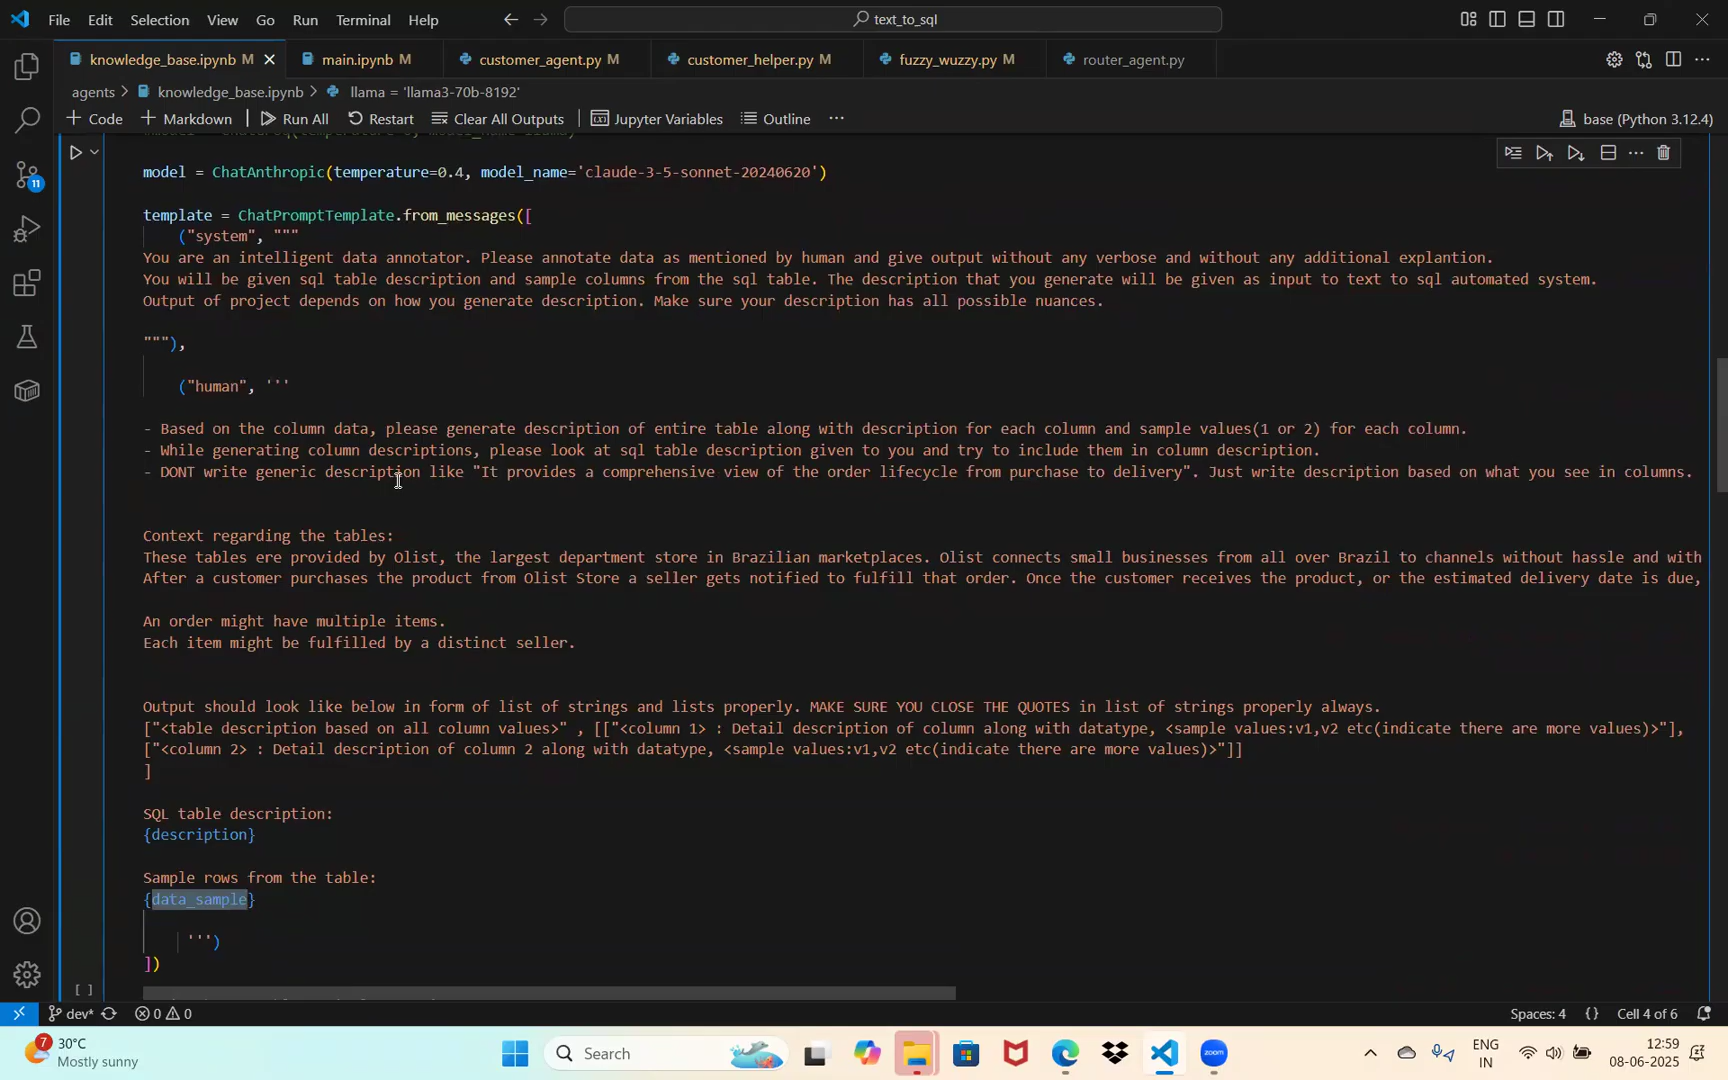 File Edit Selection View Go Run Terminal Help text_to_sql
knowledge_base.ipynb M main.ipynb M customer_agent.py M customer_helper.py M fuzzy_wuzzy.py M router_agent.py
agents > knowledge_base.ipynb > llama = 'llama3-70b-8192'
+ Code + Markdown Run All Restart Clear All Outputs Jupyter Variables Outline ... base (Python 3.12.4)
model = ChatAnthropic(temperature=0.4, model_name='claude-3-5-sonnet-20240620')
template = ChatPromptTemplate.from_messages([
("system", """
You are an intelligent data annotator. Please annotate data as mentioned by human and give output without any verbose and without any additional explantion.
You will be given sql table description and sample columns from the sql table. The description that you generate will be given as input to text to sql automated system.
Output of project depends on how you generate description. Make sure your description has all possible nuances.
"""),
("human", '''
- Based on the column data, please generate description of entire table along with description for each column and sample values(1 or 2) for each column.
- While generating column descriptions, please look at sql table description given to you and try to include them in column description.
- DONT write generic description like "It provides a comprehensive view of the order lifecycle from purchase to delivery". Just write description based on what you see in columns.
Context regarding the tables:
These tables ere provided by Olist, the largest department store in Brazilian marketplaces. Olist connects small businesses from all over Brazil to channels without hassle and with
After a customer purchases the product from Olist Store a seller gets notified to fulfill that order. Once the customer receives the product, or the estimated delivery date is due,
An order might have multiple items.
Each item might be fulfilled by a distinct seller.
Output should look like below in form of list of strings and lists properly. MAKE SURE YOU CLOSE THE QUOTES in list of strings properly always.
["<table description based on all column values>" , [["<column 1> : Detail description of column along with datatype, <sample values:v1,v2 etc(indicate there are more values)>"],
["<column 2> : Detail description of column 2 along with datatype, <sample values:v1,v2 etc(indicate there are more values)>"]]
]
SQL table description:
{description}
Sample rows from the table:
{data_sample}
''')
])
[ ]
dev* 0 0 Spaces: 4 {} Cell 4 of 6
11
7 30°C
Mostly sunny
Search
zoom
ENG
IN
12:59
08-06-2025